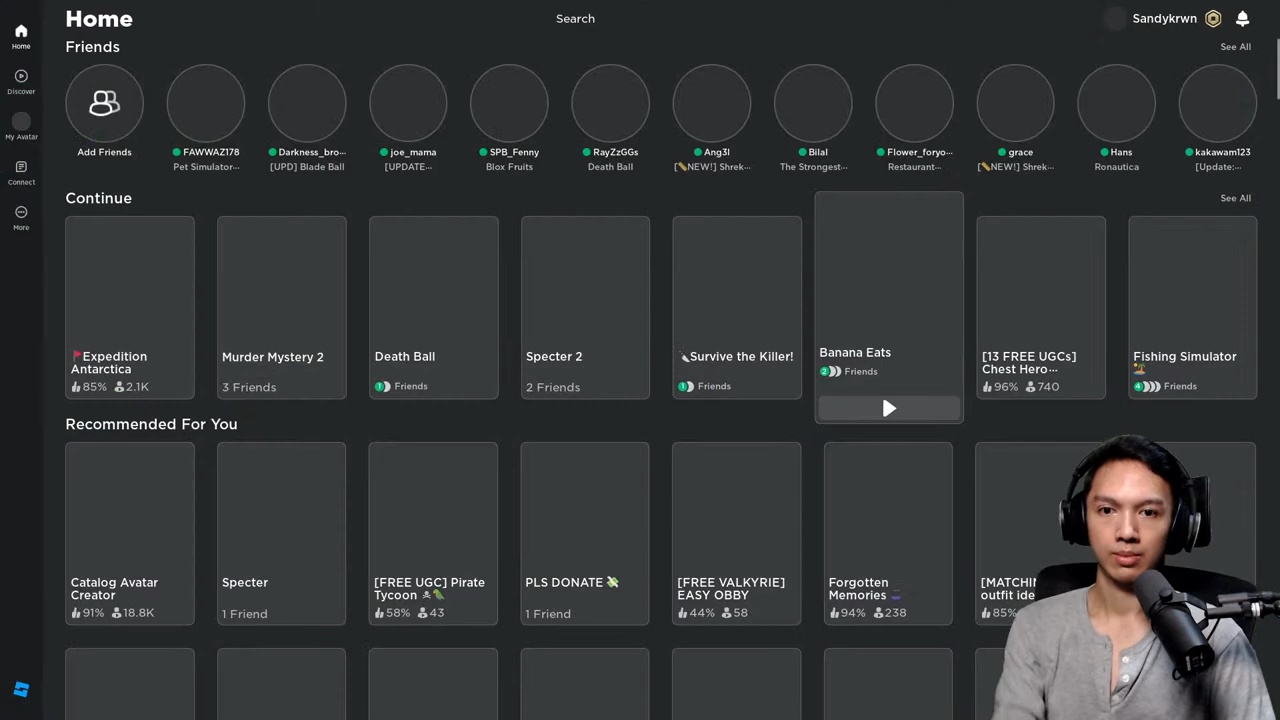 Home
Search
Sandykrwn
Home
Discover
My Avatar
Connect
More
Friends
See All
Add Friends
FAWWAZ178
Pet Simulator···
Darkness_bro···
[UPD] Blade Ball
joe_mama
[UPDATE···
SPB_Fenny
Blox Fruits
RayZzGGs
Death Ball
Ang3l
[✏️NEW!] Shrek···
Bilal
The Strongest···
Flower_foryo···
Restaurant···
grace
[✏️NEW!] Shrek···
Hans
Ronautica
kakawam123
[Update:···
Continue
See All
🚩Expedition
Antarctica
85% 2.1K
Murder Mystery 2
3 Friends
Death Ball
1 Friends
Specter 2
2 Friends
🔪Survive the Killer!
1 Friends
Banana Eats
2 Friends
[13 FREE UGCs]
Chest Hero···
96% 740
Fishing Simulator
🏝️
4 Friends
Recommended For You
Catalog Avatar
Creator
91% 18.8K
Specter
1 Friend
[FREE UGC] Pirate
Tycoon ☠🦜
58% 43
PLS DONATE 💸
1 Friend
[FREE VALKYRIE]
EASY OBBY
44% 58
Forgotten
Memories
94% 238
[MATCHIN
outfit ide
85%